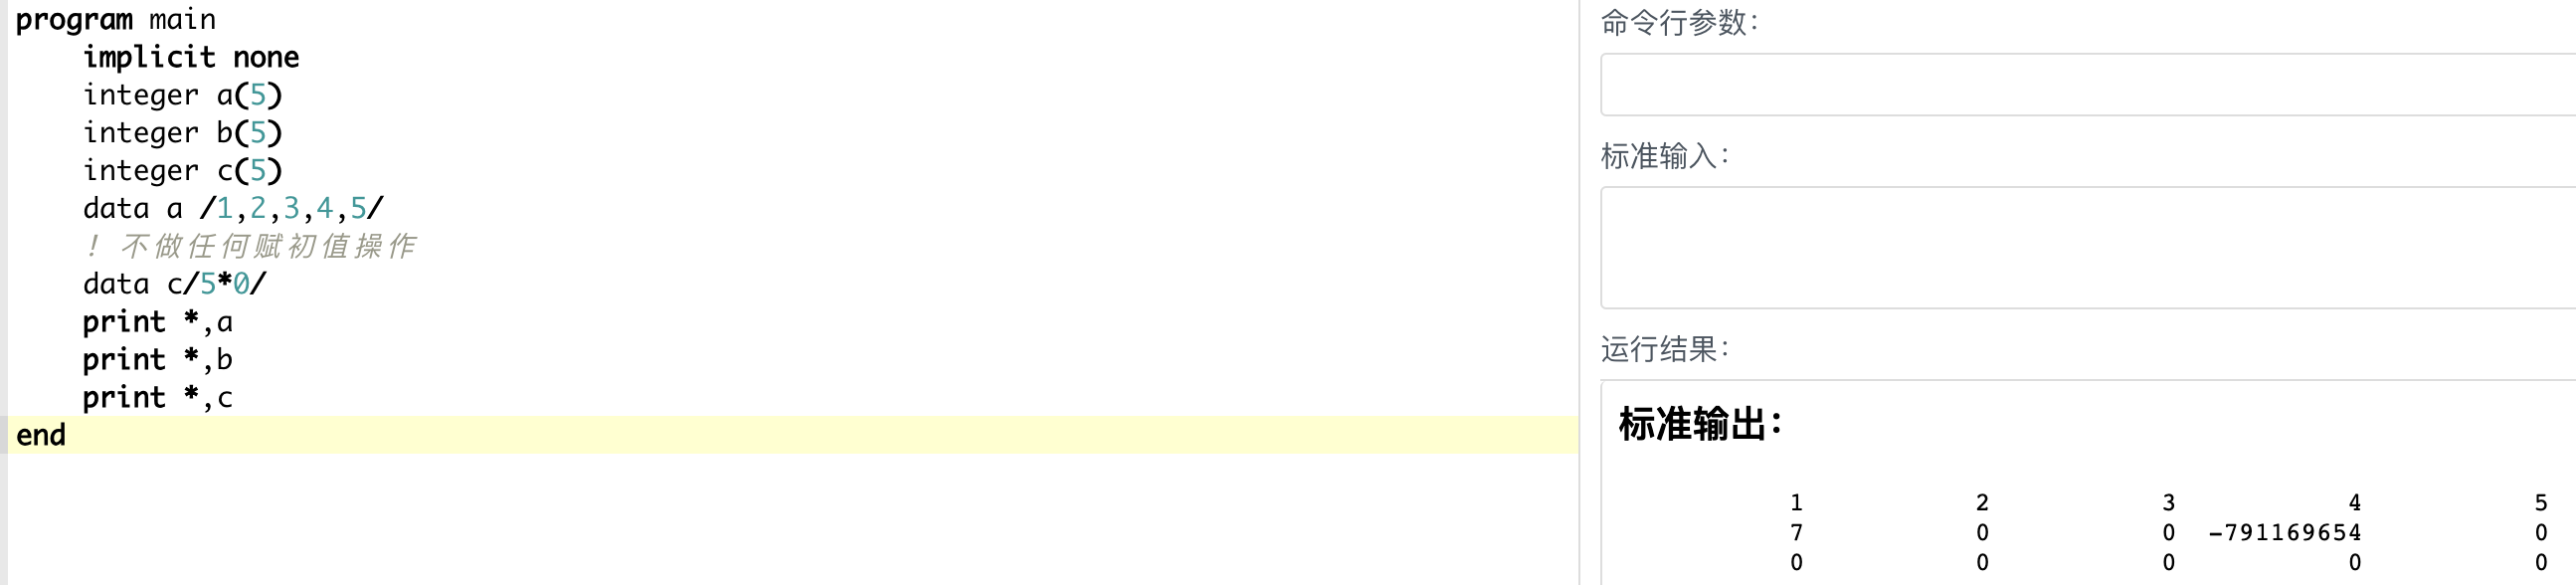 program main
    implicit none
    integer a(5)
    integer b(5)
    integer c(5)
    data a /1,2,3,4,5/
    ! 不做任何赋初值操作
    data c/5*0/
    print *,a
    print *,b
    print *,c
end
命令行参数：
标准输入：
运行结果：
标准输出：
1 2 3 4 5
7 0 0 -791169654 0
0 0 0 0 0